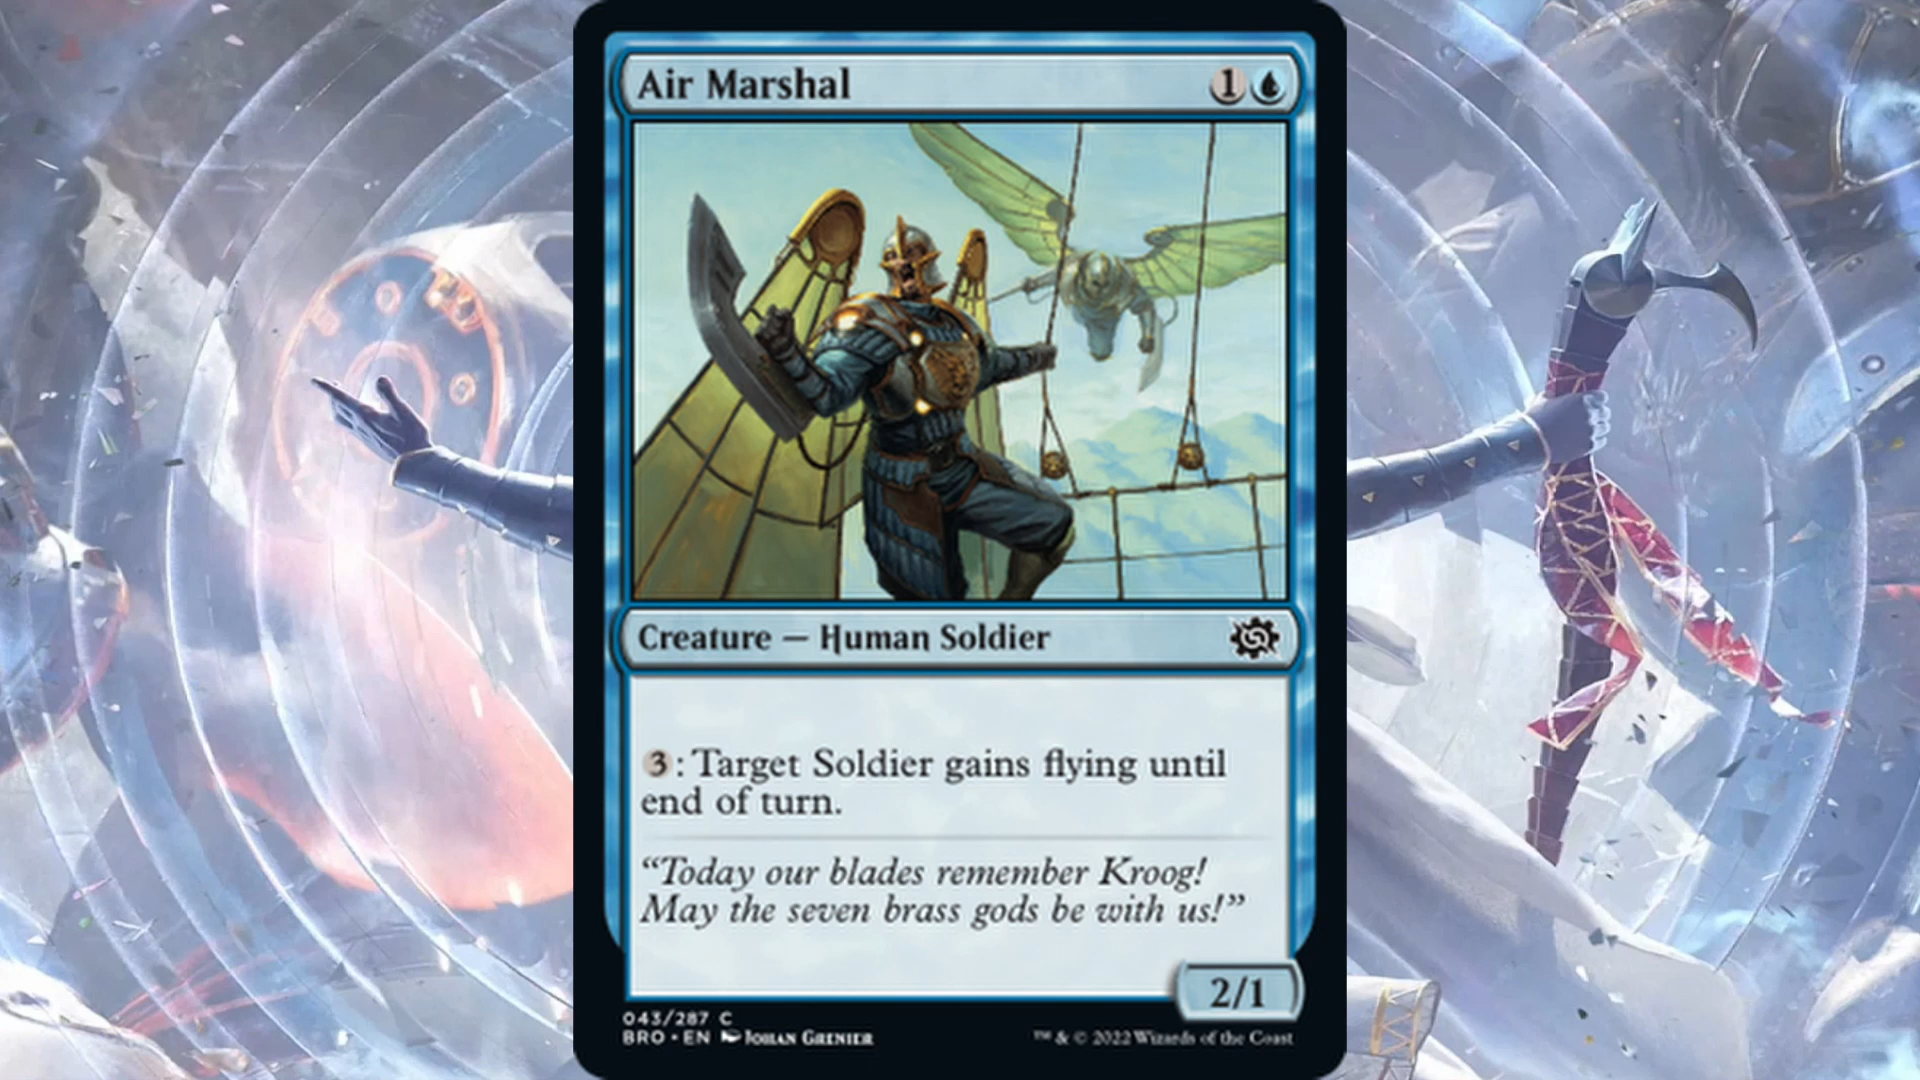 Air Marshal 1
Creature — Human Soldier
3: Target Soldier gains flying until
end of turn.
“Today our blades remember Kroog!
May the seven brass gods be with us!”
2/1
043/287 C
BRO • EN Johan Grenier
™ & © 2022 Wizards of the Coast